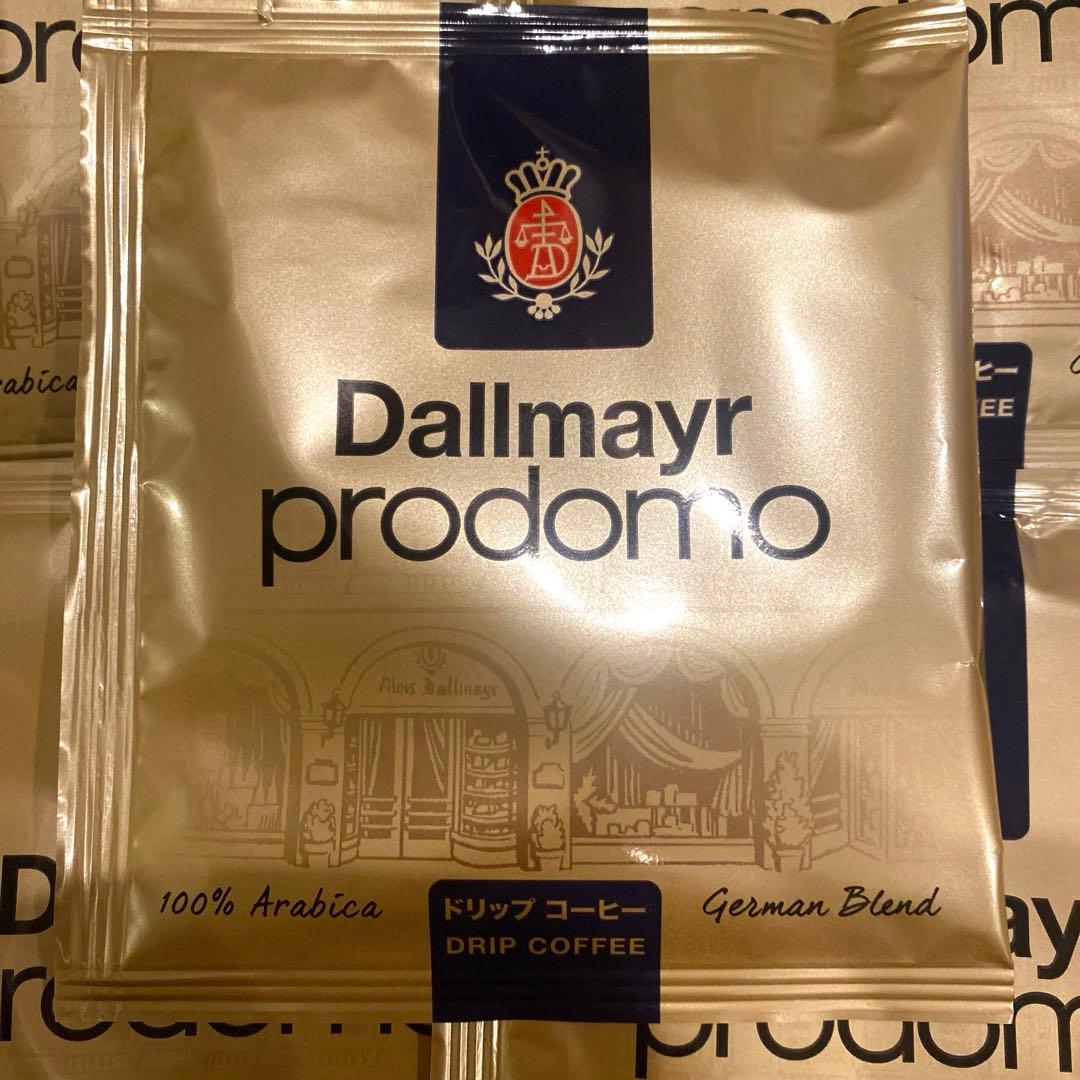 Dallmayr
prodomo
Alois Dallmayr
100% Arabica
German Blend
ドリップ コーヒー
DRIP COFFEE